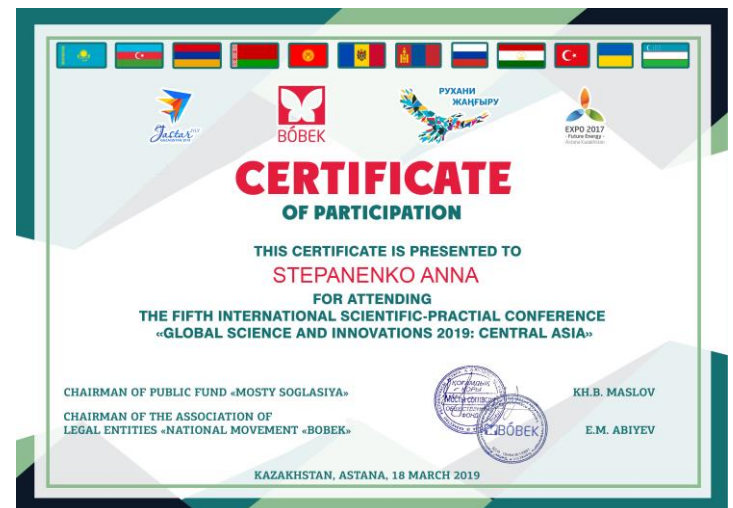 Jastar
BÓBEK
РУХАНИ
ЖАҢҒЫРУ
EXPO 2017
Future Energy
Astana Kazakhstan
CERTIFICATE
OF PARTICIPATION
THIS CERTIFICATE IS PRESENTED TO
STEPANENKO ANNA
FOR ATTENDING
THE FIFTH INTERNATIONAL SCIENTIFIC-PRACTIAL CONFERENCE
«GLOBAL SCIENCE AND INNOVATIONS 2019: CENTRAL ASIA»
CHAIRMAN OF PUBLIC FUND «MOSTY SOGLASIYA»
KH.B. MASLOV
CHAIRMAN OF THE ASSOCIATION OF
LEGAL ENTITIES «NATIONAL MOVEMENT «BOBEK»
E.M. ABIYEV
BÓBEK
KAZAKHSTAN, ASTANA, 18 MARCH 2019